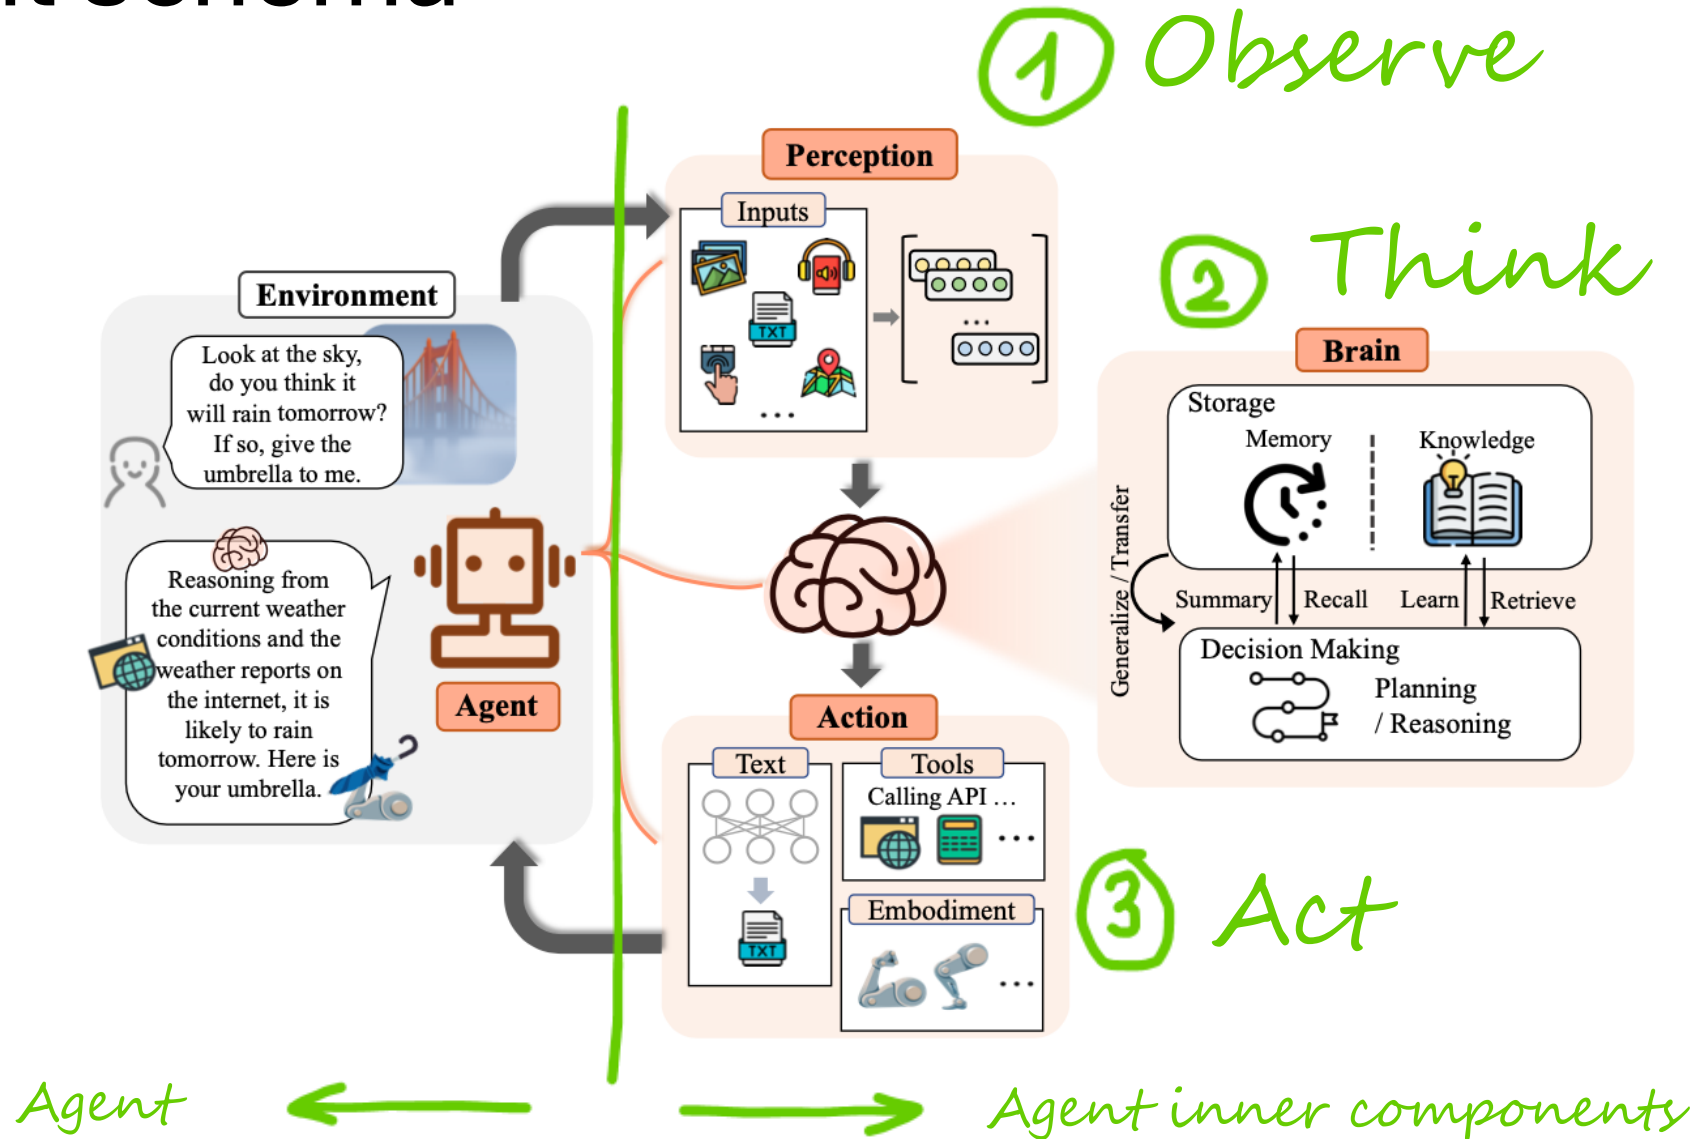 Schema
1 Observe
Perception
Inputs
TXT
...
...
2 Think
Environment
Look at the sky,
do you think it
will rain tomorrow?
If so, give the
umbrella to me.
Reasoning from
the current weather
conditions and the
weather reports on
the internet, it is
likely to rain
tomorrow. Here is
your umbrella.
Agent
Brain
Storage
Memory
Knowledge
Generalize / Transfer
Summary
Recall
Learn
Retrieve
Decision Making
Planning
/ Reasoning
Action
Text
TXT
Tools
Calling API ...
...
Embodiment
...
3 Act
Agent
Agent inner components